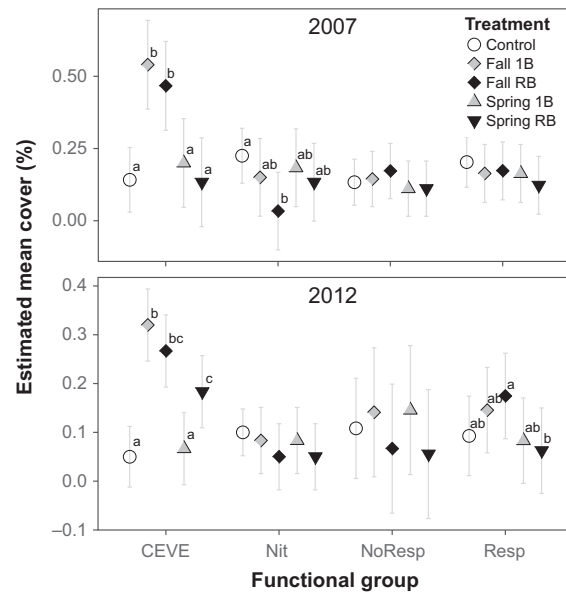 2007
Treatment
Control
Fall 1B
Fall RB
Spring 1B
Spring RB
0.50
0.25
0.00
b
b
a
a
a
a
ab
b
ab
ab
Estimated mean cover (%)
2012
0.4
0.3
0.2
0.1
0.0
–0.1
b
bc
c
a
a
ab
ab
a
ab
b
CEVE
Nit
NoResp
Resp
Functional group